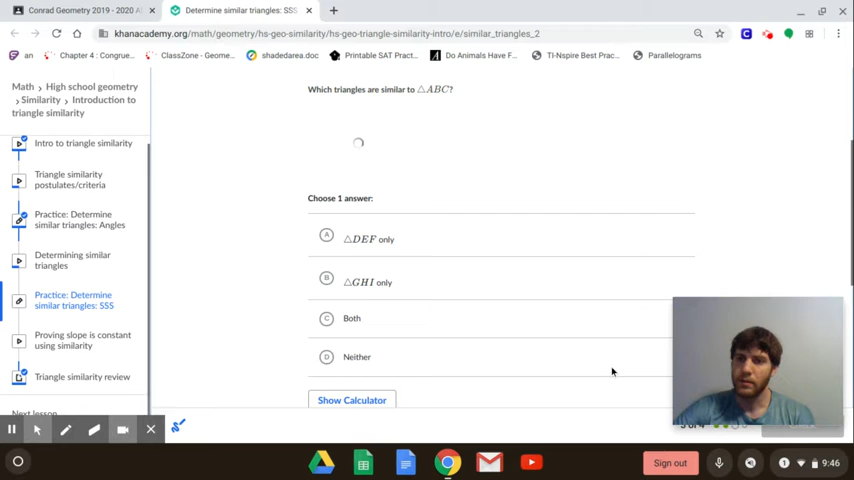 Conrad Geometry 2019 - 2020 A
Determine similar triangles: SSS
khanacademy.org/math/geometry/hs-geo-similarity/hs-geo-triangle-similarity-intro/e/similar_triangles_2
an
Chapter 4 : Congrue...
ClassZone - Geome...
shadedarea.doc
Printable SAT Pract...
Do Animals Have F...
TI-Nspire Best Prac...
Parallelograms
Math > High school geometry
> Similarity > Introduction to
triangle similarity
Intro to triangle similarity
Triangle similarity
postulates/criteria
Practice: Determine
similar triangles: Angles
Determining similar
triangles
Practice: Determine
similar triangles: SSS
Proving slope is constant
using similarity
Triangle similarity review
Next lesson
Which triangles are similar to △ABC?
Choose 1 answer:
A
△DEF only
B
△GHI only
C
Both
D
Neither
Show Calculator
3 of 4
Sign out
9:46